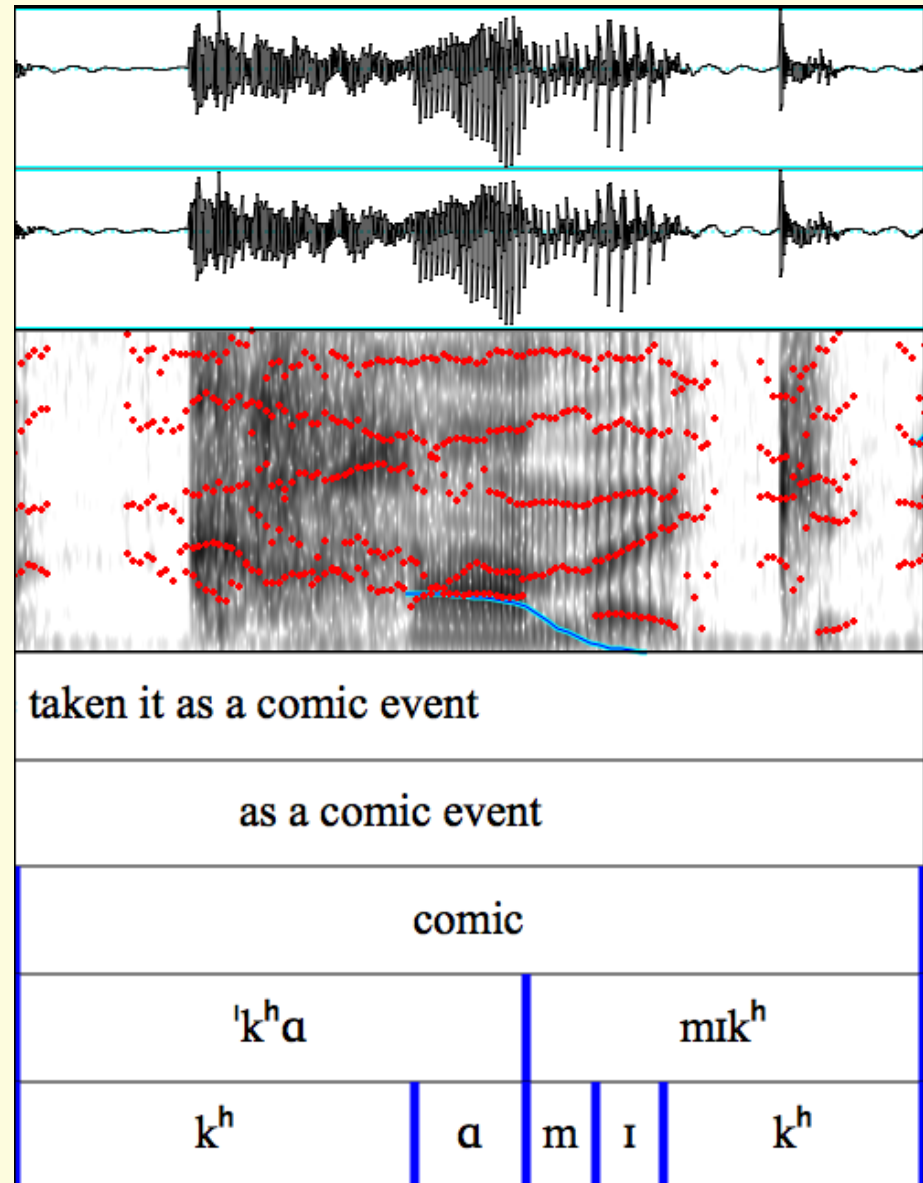 taken it as a comic event
as a comic event
comic
ˈkʰɑ mɪkʰ
kʰ ɑ m ɪ kʰ